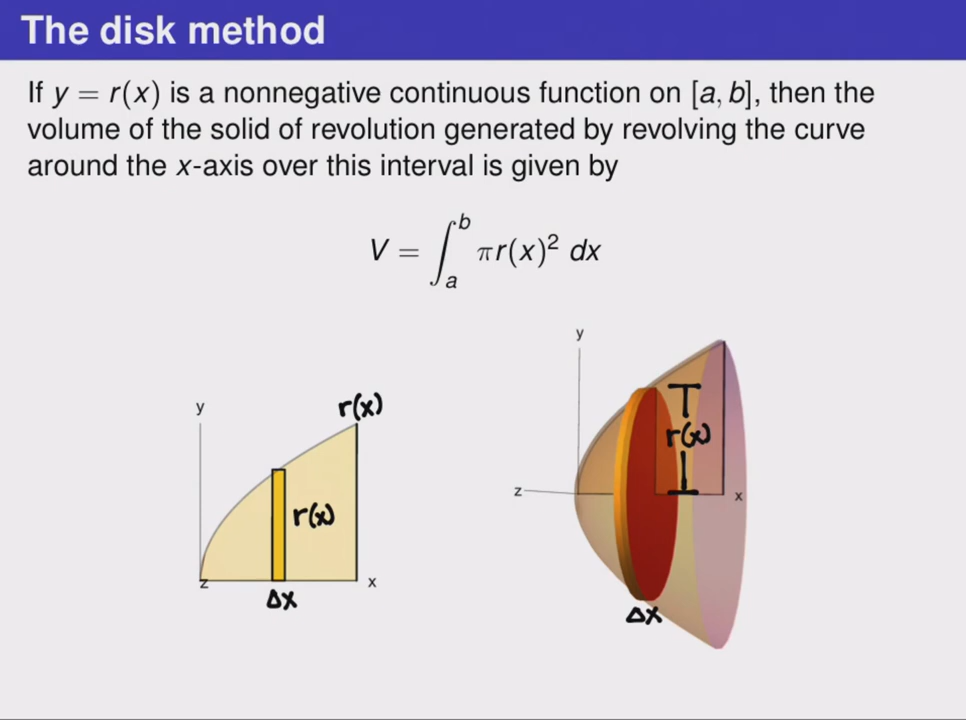 The disk method
If y = r(x) is a nonnegative continuous function on [a, b], then the
volume of the solid of revolution generated by revolving the curve
around the x-axis over this interval is given by
V = ∫_a^b πr(x)² dx
y
r(x)
r(x)
z
x
Δx
y
r(x)
z
x
Δx